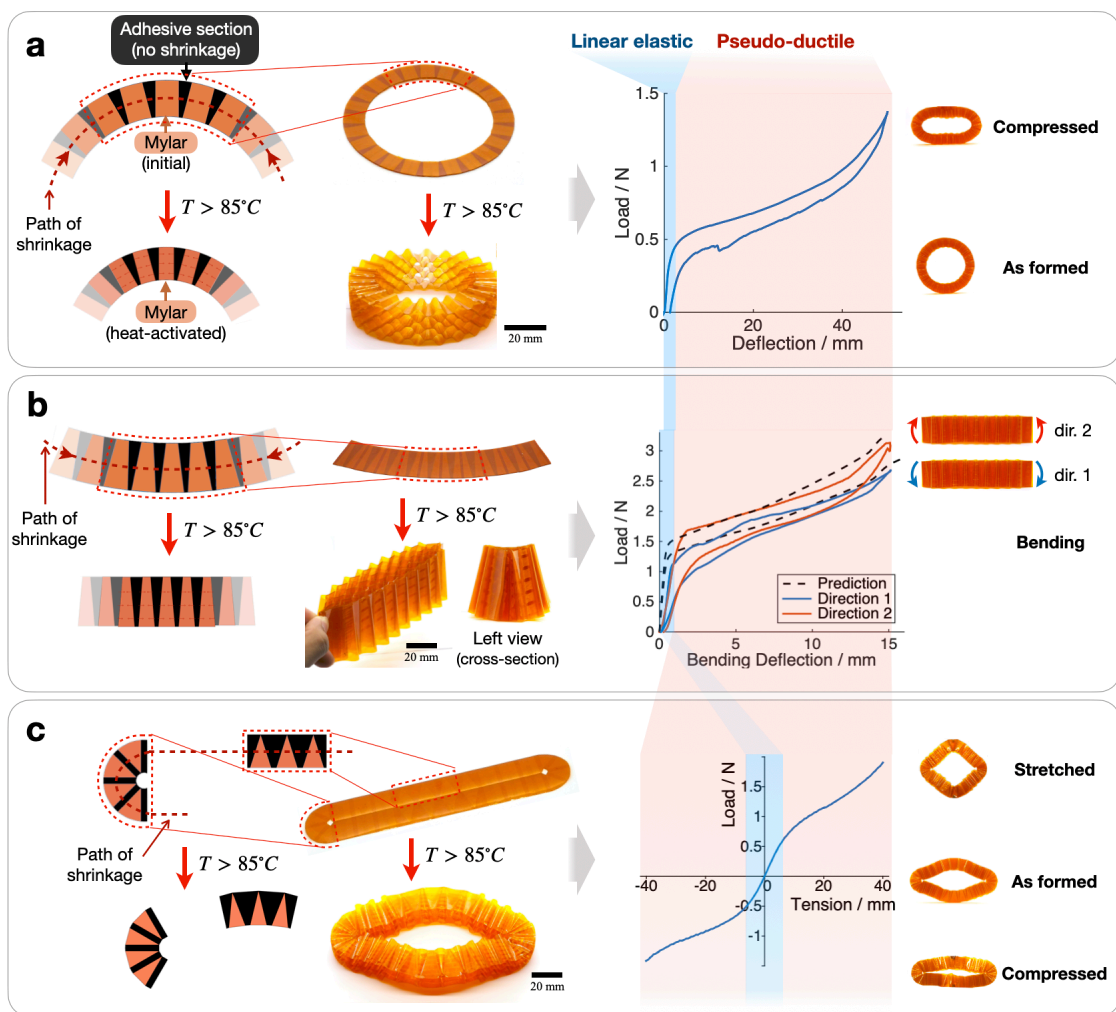 a
Adhesive section
(no shrinkage)
Mylar
(initial)
Path of
shrinkage
T > 85°C
T > 85°C
Mylar
(heat-activated)
20 mm
Linear elastic
Pseudo-ductile
1.5
1
0.5
0
Load / N
0
20
40
Deflection / mm
Compressed
As formed
b
Path of
shrinkage
T > 85°C
T > 85°C
20 mm
Left view
(cross-section)
3
2.5
2
1.5
1
0.5
0
Load / N
Prediction
Direction 1
Direction 2
5
10
15
Bending Deflection / mm
dir. 2
dir. 1
Bending
c
Path of
shrinkage
T > 85°C
T > 85°C
20 mm
Load / N
1.5
1
0.5
-40
-20
0
20
40
-0.5
-1
Tension / mm
Stretched
As formed
Compressed